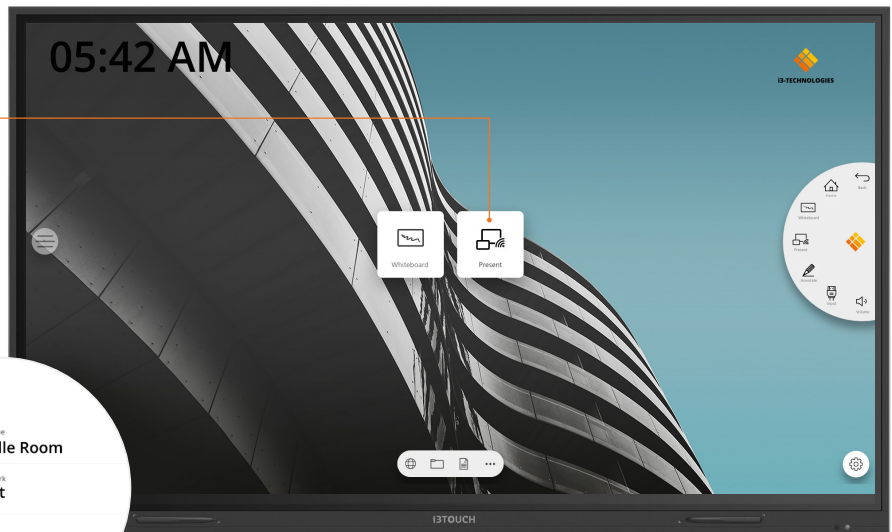 05:42 AM
i3-TECHNOLOGIES
Back
Home
Whiteboard
Present
Annotate
Volume
Whiteboard
Present
lle Room
t
i3TOUCH